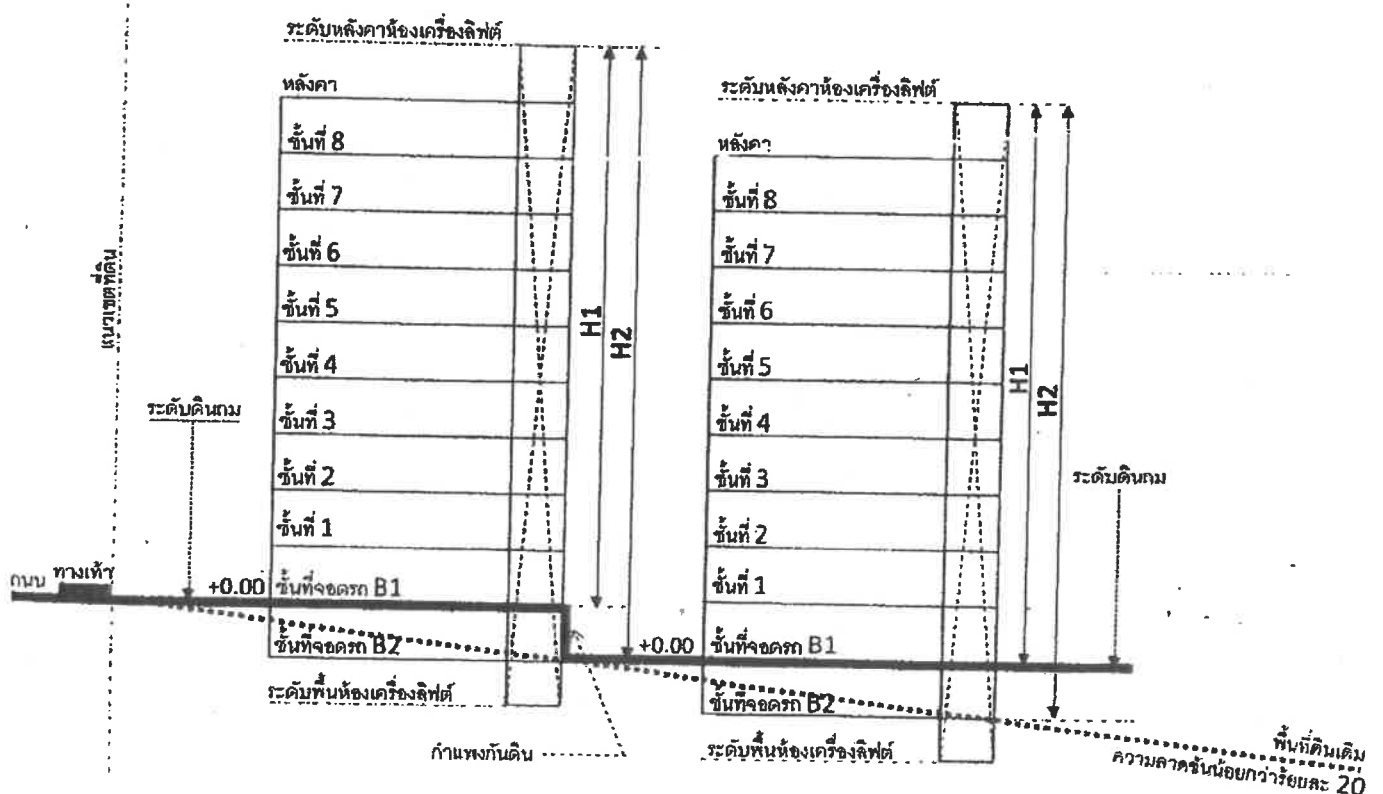 ระดับหลังคาห้องเครื่องลิฟต์
หลังคา
ชั้นที่ 8
ชั้นที่ 7
ชั้นที่ 6
ชั้นที่ 5
ชั้นที่ 4
ชั้นที่ 3
ชั้นที่ 2
ชั้นที่ 1
+0.00 ชั้นที่จอดรถ B1
ชั้นที่จอดรถ B2
ระดับพื้นห้องเครื่องลิฟต์
H1
H2
แนวเขตที่ดิน
ระดับดินถม
ถนน
ทางเท้า
กำแพงกันดิน
ระดับหลังคาห้องเครื่องลิฟต์
หลังคา
ชั้นที่ 8
ชั้นที่ 7
ชั้นที่ 6
ชั้นที่ 5
ชั้นที่ 4
ชั้นที่ 3
ชั้นที่ 2
ชั้นที่ 1
+0.00 ชั้นที่จอดรถ B1
ชั้นที่จอดรถ B2
ระดับพื้นห้องเครื่องลิฟต์
H1
H2
ระดับดินถม
พื้นที่ดินเดิม
ความลาดชันน้อยกว่าร้อยละ 20